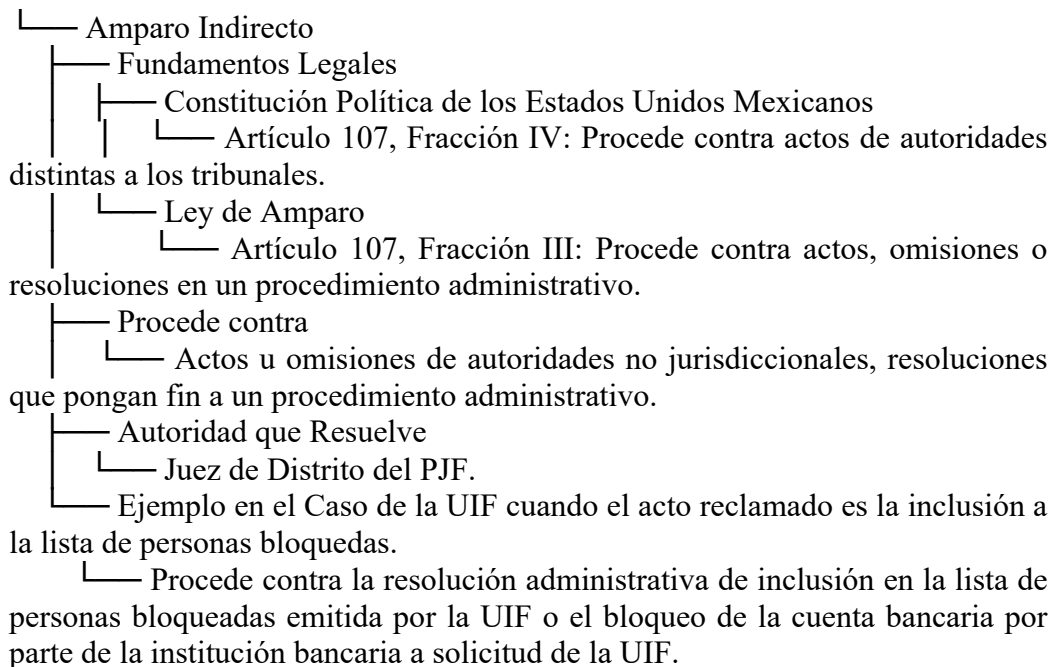 └── Amparo Indirecto
├── Fundamentos Legales
│ ├── Constitución Política de los Estados Unidos Mexicanos
│ │ └── Artículo 107, Fracción IV: Procede contra actos de autoridades
distintas a los tribunales.
│ └── Ley de Amparo
│ └── Artículo 107, Fracción III: Procede contra actos, omisiones o
resoluciones en un procedimiento administrativo.
├── Procede contra
│ └── Actos u omisiones de autoridades no jurisdiccionales, resoluciones
que pongan fin a un procedimiento administrativo.
├── Autoridad que Resuelve
│ └── Juez de Distrito del PJF.
└── Ejemplo en el Caso de la UIF cuando el acto reclamado es la inclusión a
la lista de personas bloquedas.
└── Procede contra la resolución administrativa de inclusión en la lista de
personas bloqueadas emitida por la UIF o el bloqueo de la cuenta bancaria por
parte de la institución bancaria a solicitud de la UIF.